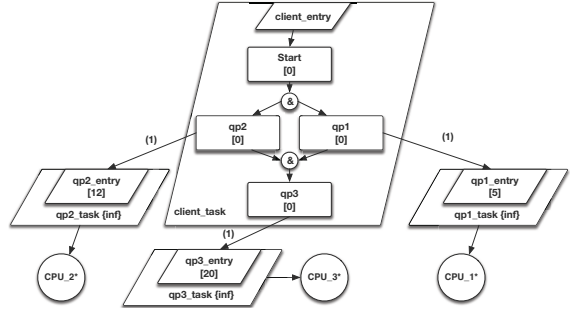 client_entry
Start
[0]
&
qp2
[0]
qp1
[0]
(1)
(1)
&
qp2_entry
[12]
qp2_task {inf}
qp3
[0]
client_task
qp1_entry
[5]
qp1_task {inf}
(1)
qp3_entry
[20]
qp3_task {inf}
CPU_2*
CPU_3*
CPU_1*